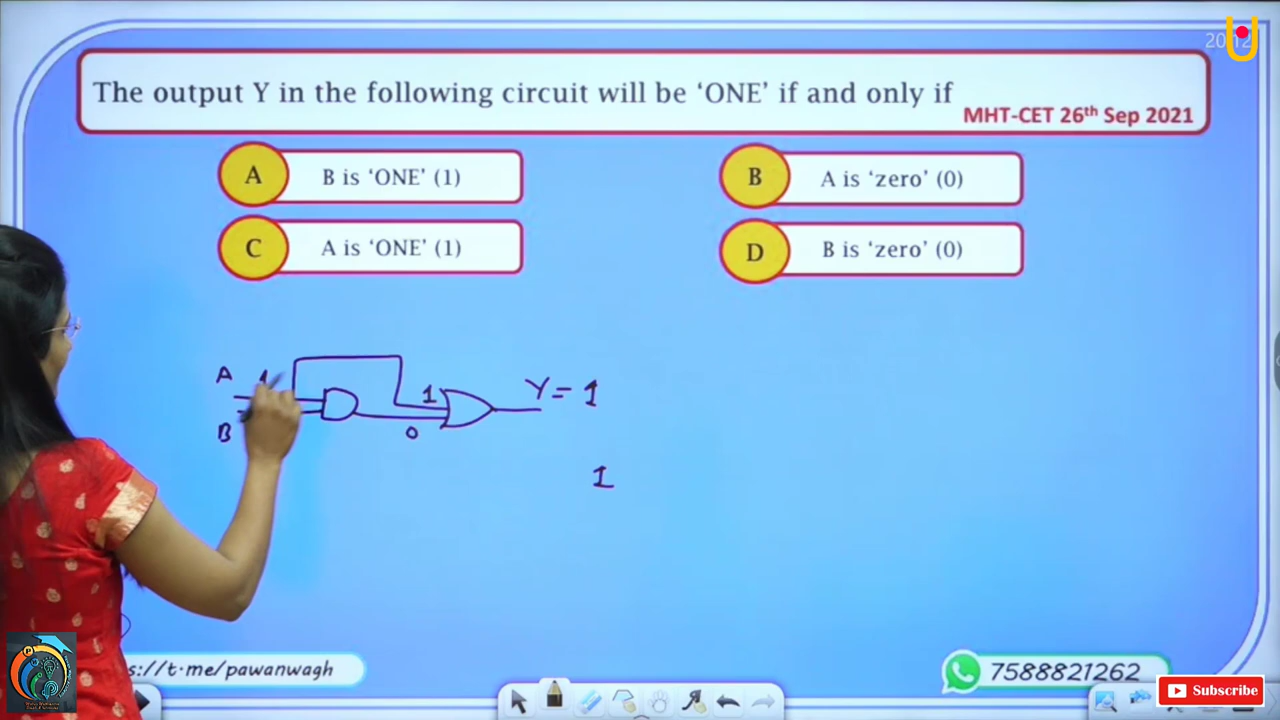 The output Y in the following circuit will be ‘ONE’ if and only if
MHT-CET 26th Sep 2021
A B is ‘ONE’ (1)
B A is ‘zero’ (0)
C A is ‘ONE’ (1)
D B is ‘zero’ (0)
A
1 Y = 1
B
0
1
s://t.me/pawanwagh
7588821262
Subscribe